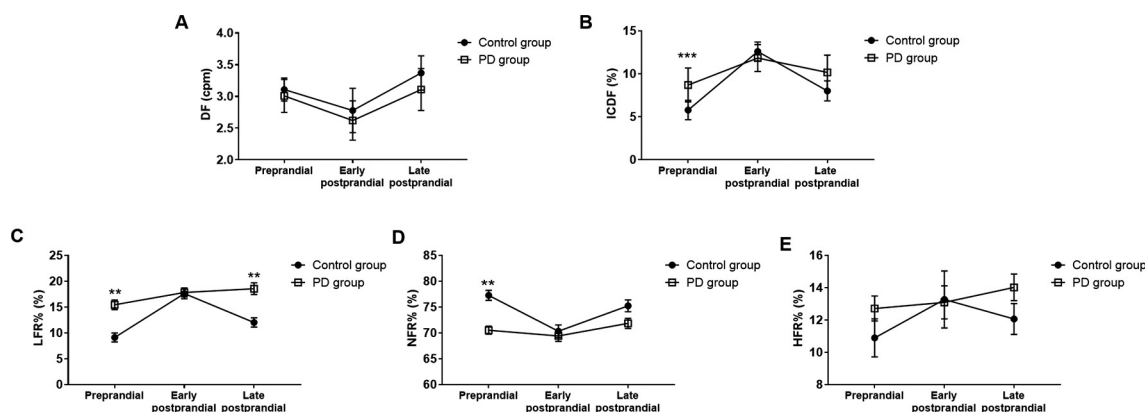 A
DF (cpm)
4.0
3.5
3.0
2.5
2.0
Preprandial
Early
postprandial
Late
postprandial
Control group
PD group
B
ICDF (%)
15
10
5
0
***
Preprandial
Early
postprandial
Late
postprandial
Control group
PD group
C
LFR% (%)
25
20
15
10
5
0
**
**
Preprandial
Early
postprandial
Late
postprandial
Control group
PD group
D
NFR% (%)
85
80
75
70
65
60
**
Preprandial
Early
postprandial
Late
postprandial
Control group
PD group
E
HFR% (%)
16
14
12
10
8
Preprandial
Early
postprandial
Late
postprandial
Control group
PD group